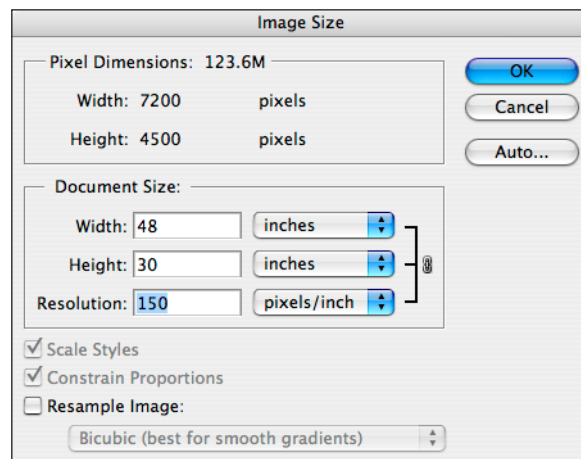 Image Size
Pixel Dimensions: 123.6M
Width: 7200 pixels
Height: 4500 pixels
OK
Cancel
Auto...
Document Size:
Width: 48 inches
Height: 30 inches
Resolution: 150 pixels/inch
Scale Styles
Constrain Proportions
Resample Image:
Bicubic (best for smooth gradients)